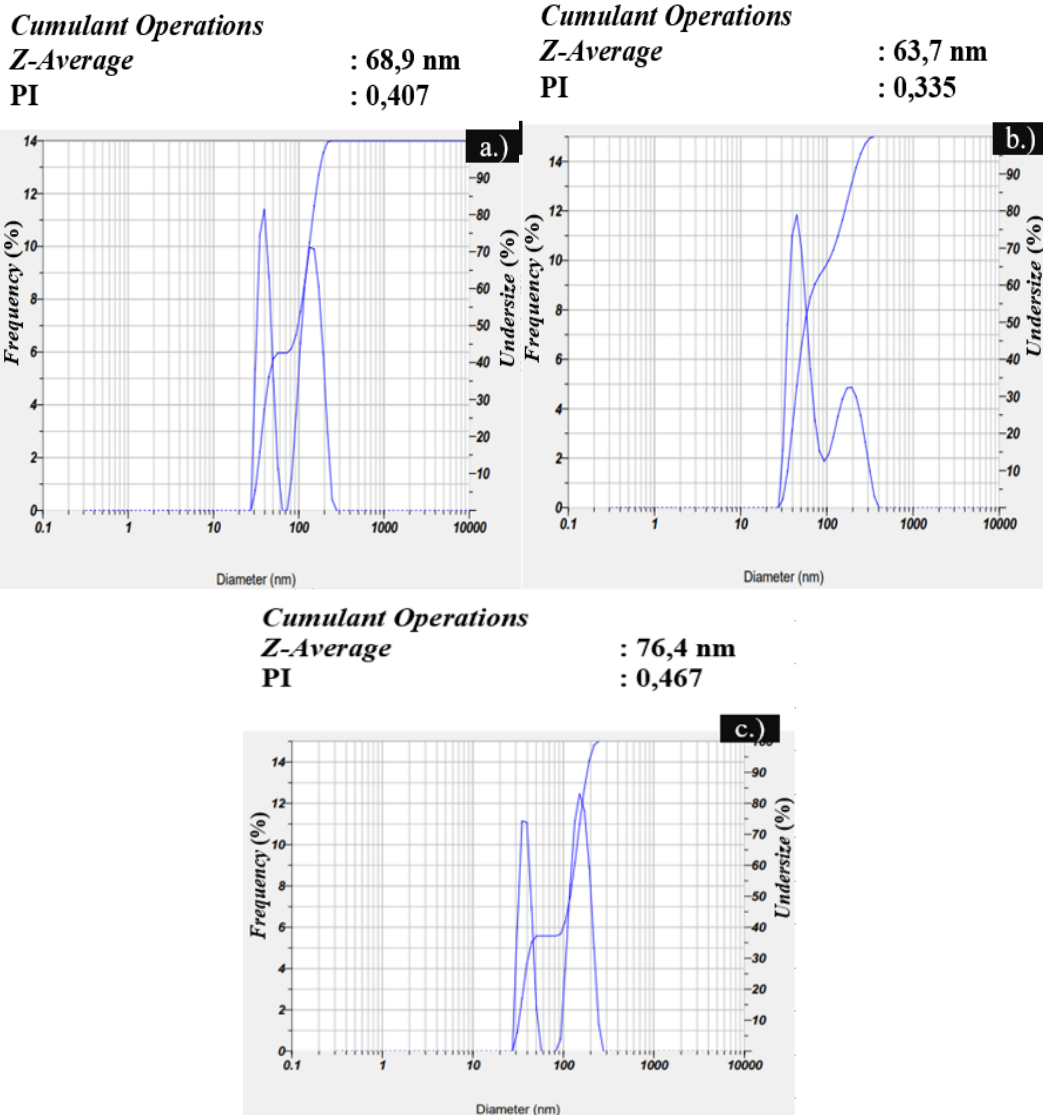 Cumulant Operations
Z-Average : 68,9 nm
PI : 0,407
a.)
14
12
10
8
6
4
2
0
90
80
70
60
50
40
30
20
10
Frequency (%)
Undersize (%)
0.1 1 10 100 1000 10000
Diameter (nm)
Cumulant Operations
Z-Average : 63,7 nm
PI : 0,335
b.)
14
12
10
8
6
4
2
0
90
80
70
60
50
40
30
20
10
Frequency (%)
Undersize (%)
0.1 1 10 100 1000 10000
Diameter (nm)
Cumulant Operations
Z-Average : 76,4 nm
PI : 0,467
c.)
14
12
10
8
6
4
2
0
100
90
80
70
60
50
40
30
20
10
Frequency (%)
Undersize (%)
0.1 1 10 100 1000 10000
Diameter (nm)